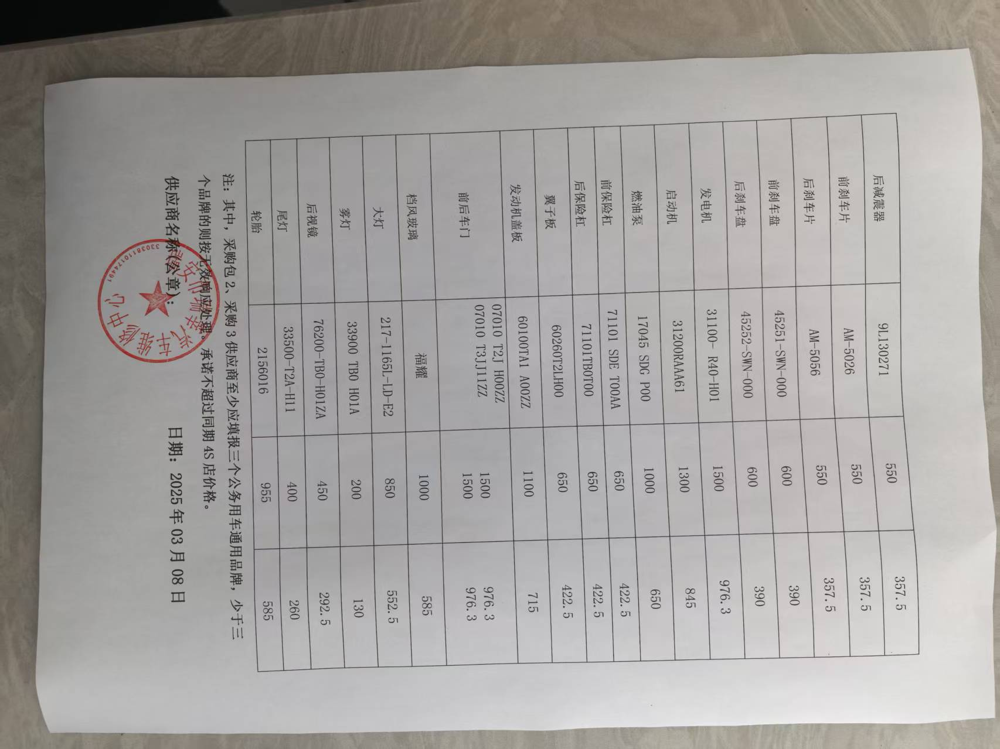 后减震器 9L130271 550 357.5
前刹车片 AM-5026 550 357.5
后刹车片 AM-5056 550 357.5
前刹车盘 45251-SWN-000 600 390
后刹车盘 45252-SWN-000 600 390
发电机 31100- R40-H01 1500 976.3
启动机 31200RAAA61 1300 845
燃油泵 17045 SDG P00 1000 650
前保险杠 71101 SDE T00AA 650 422.5
后保险杠 71101TB0T00 650 422.5
翼子板 60260T2LH00 650 422.5
发动机盖板 60100TA1 A00ZZ 1100 715
前后车门 07010 T2J H00ZZ 1500 976.3
07010 T3JJ11ZZ 1500 976.3
档风玻璃 福耀 1000 585
大灯 217-1165L-LD-E2 850 552.5
雾灯 33900 TB0 H01A 200 130
后视镜 76200-TB0-H01ZA 450 292.5
尾灯 33500-T2A-H11 400 260
轮胎 2156016 955 585
注：其中，采购包 2、采购 3 供应商至少应填报三个公务用车通用品牌，少于三
个品牌的则按无效响应处理。承诺不超过同期 4S 店价格。
供应商名称（公章）： 日期：2025 年 03 月 08 日
瑞安市瑞祥汽车维修中心
33038110174491